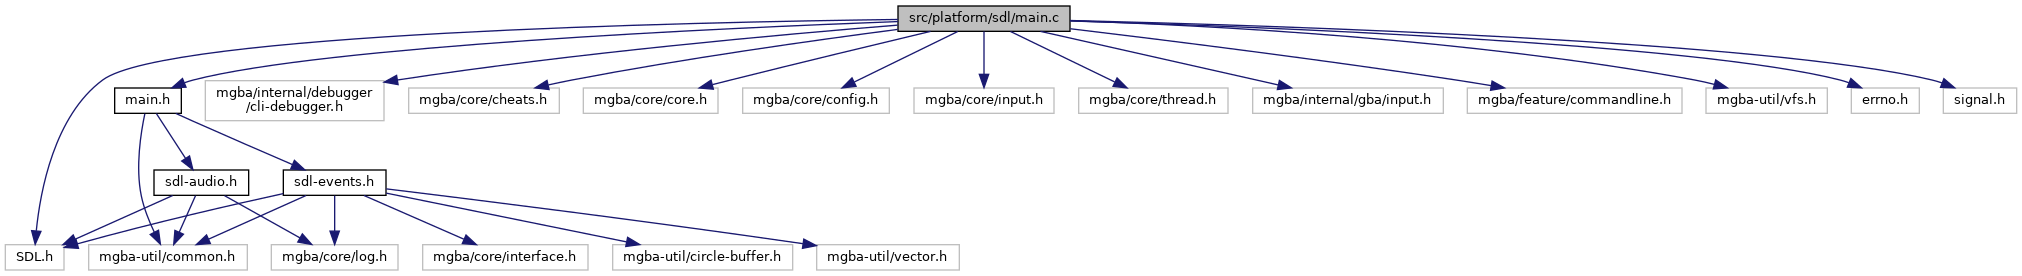 src/platform/sdl/main.c
main.h
mgba/internal/debugger
/cli-debugger.h
mgba/core/cheats.h
mgba/core/core.h
mgba/core/config.h
mgba/core/input.h
mgba/core/thread.h
mgba/internal/gba/input.h
mgba/feature/commandline.h
mgba-util/vfs.h
errno.h
signal.h
sdl-audio.h
sdl-events.h
SDL.h
mgba-util/common.h
mgba/core/log.h
mgba/core/interface.h
mgba-util/circle-buffer.h
mgba-util/vector.h